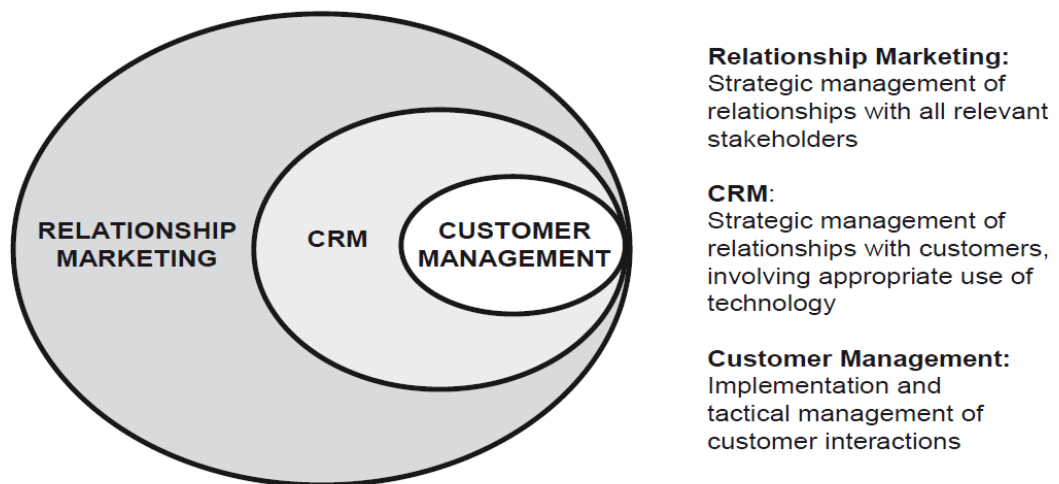 RELATIONSHIP
MARKETING
CRM
CUSTOMER
MANAGEMENT
Relationship Marketing:
Strategic management of
relationships with all relevant
stakeholders
CRM:
Strategic management of
relationships with customers,
involving appropriate use of
technology
Customer Management:
Implementation and
tactical management of
customer interactions